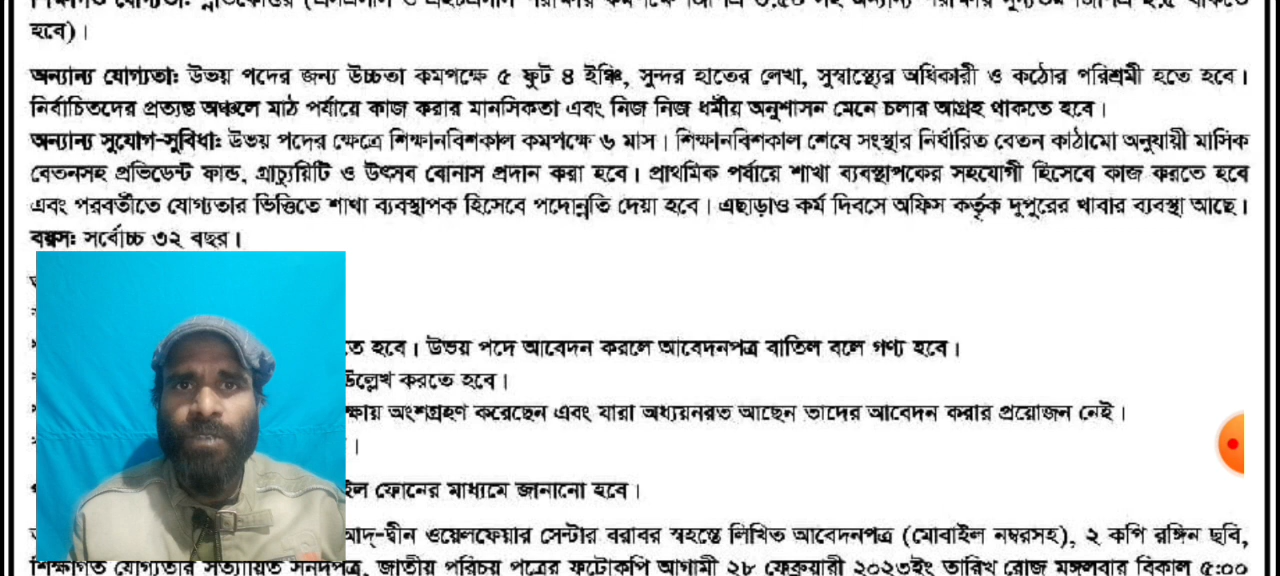 হবে)।
অন্যান্য যোগ্যতা: উভয় পদের জন্য উচ্চতা কমপক্ষে ৫ ফুট ৪ ইঞ্চি, সুন্দর হাতের লেখা, সুস্বাস্থ্যের অধিকারী ও কঠোর পরিশ্রমী হতে হবে।
নির্বাচিতদের প্রত্যন্ত অঞ্চলে মাঠ পর্যায়ে কাজ করার মানসিকতা এবং নিজ নিজ ধর্মীয় অনুশাসন মেনে চলার আগ্রহ থাকতে হবে।
অন্যান্য সুযোগ-সুবিধা: উভয় পদের ক্ষেত্রে শিক্ষানবিশকাল কমপক্ষে ৬ মাস। শিক্ষানবিশকাল শেষে সংস্থার নির্ধারিত বেতন কাঠামো অনুযায়ী মাসিক
বেতনসহ প্রভিডেন্ট ফান্ড, গ্রাচ্যুয়িটি ও উৎসব বোনাস প্রদান করা হবে। প্রাথমিক পর্যায়ে শাখা ব্যবস্থাপকের সহযোগী হিসেবে কাজ করতে হবে
এবং পরবর্তীতে যোগ্যতার ভিত্তিতে শাখা ব্যবস্থাপক হিসেবে পদোন্নতি দেয়া হবে। এছাড়াও কর্ম দিবসে অফিস কর্তৃক দুপুরের খাবার ব্যবস্থা আছে।
বয়স: সর্বোচ্চ ৩২ বছর।
তে হবে। উভয় পদে আবেদন করলে আবেদনপত্র বাতিল বলে গণ্য হবে।
উল্লেখ করতে হবে।
ক্ষায় অংশগ্রহণ করেছেন এবং যারা অধ্যয়নরত আছেন তাদের আবেদন করার প্রয়োজন নেই।
।
ইল ফোনের মাধ্যমে জানানো হবে।
আদ্-দ্বীন ওয়েলফেয়ার সেন্টার বরাবর স্বহস্তে লিখিত আবেদনপত্র (মোবাইল নম্বরসহ), ২ কপি রঙ্গিন ছবি,
শিক্ষাগত যোগ্যতার সত্যায়িত সনদপত্র, জাতীয় পরিচয় পত্রের ফটোকপি আগামী ২৮ ফেব্রুয়ারী ২০২৩ইং তারিখ রোজ মঙ্গলবার বিকাল ৫:০০